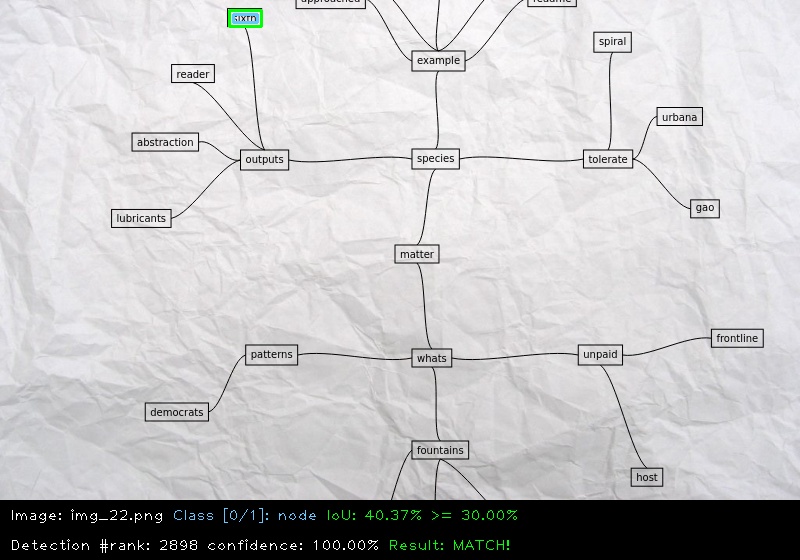 approached
resume
sixth
example
spiral
reader
urbana
abstraction
outputs
species
tolerate
lubricants
gao
matter
patterns
whats
unpaid
frontline
democrats
fountains
host
Image: img_22.png Class [0/1]: node IoU: 40.37% >= 30.00%
Detection #rank: 2898 confidence: 100.00% Result: MATCH!